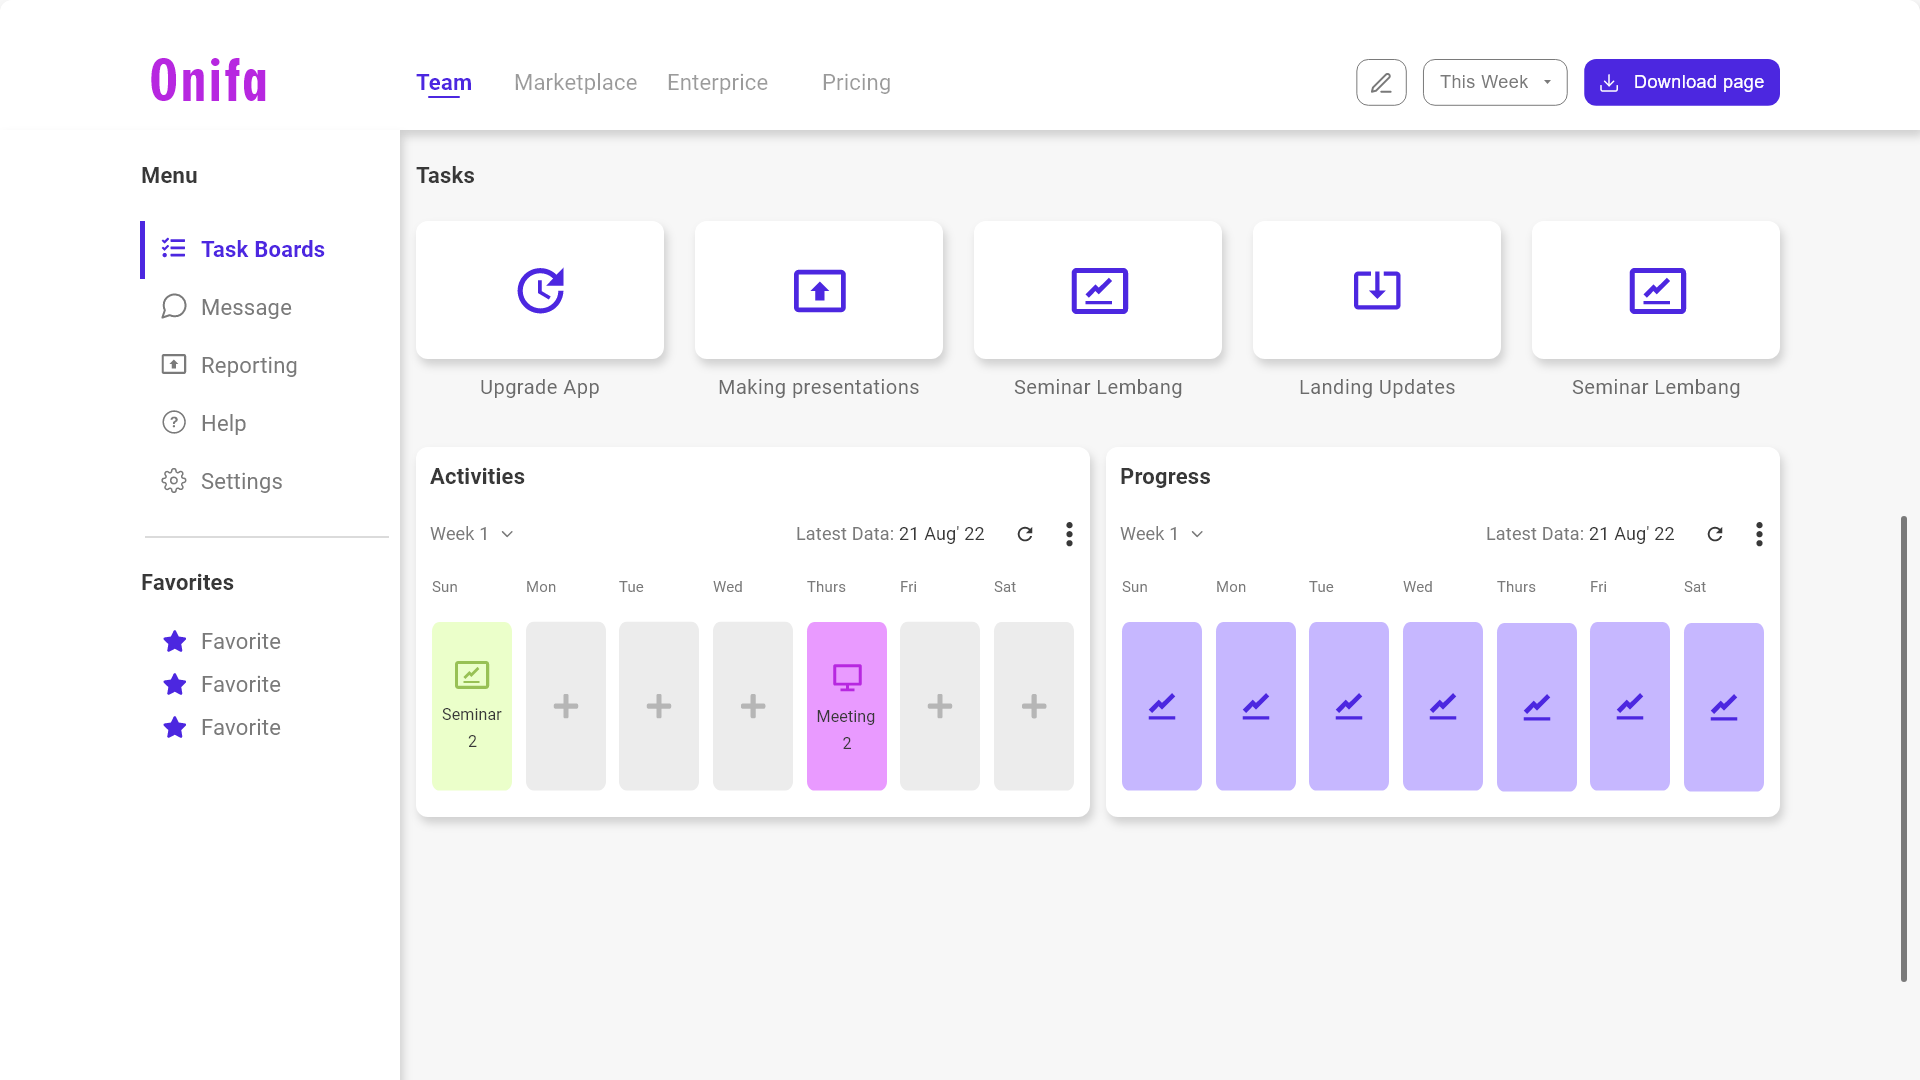 Onifa
Team Marketplace Enterprice Pricing This Week Download page
Menu
Task Boards
Message
Reporting
Help
Settings
Favorites
Favorite
Favorite
Favorite
Tasks
Upgrade App Making presentations Seminar Lembang Landing Updates Seminar Lembang
Activities
Week 1 Latest Data: 21 Aug' 22
Sun Mon Tue Wed Thurs Fri Sat
Seminar Meeting
2 2
Progress
Week 1 Latest Data: 21 Aug' 22
Sun Mon Tue Wed Thurs Fri Sat